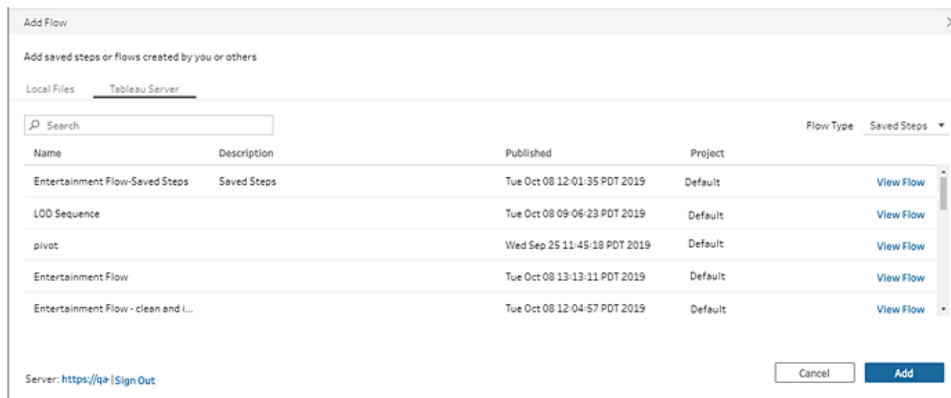 Add Flow
Add saved steps or flows created by you or others
Local Files Tableau Server
Search Flow Type Saved Steps
Name Description Published Project
Entertainment Flow-Saved Steps Saved Steps Tue Oct 08 12:01:35 PDT 2019 Default View Flow
LOD Sequence Tue Oct 08 09:06:23 PDT 2019 Default View Flow
pivot Wed Sep 25 11:45:18 PDT 2019 Default View Flow
Entertainment Flow Tue Oct 08 13:13:11 PDT 2019 Default View Flow
Entertainment Flow - clean and i... Tue Oct 08 12:04:57 PDT 2019 Default View Flow
Server: https://qa- | Sign Out Cancel Add